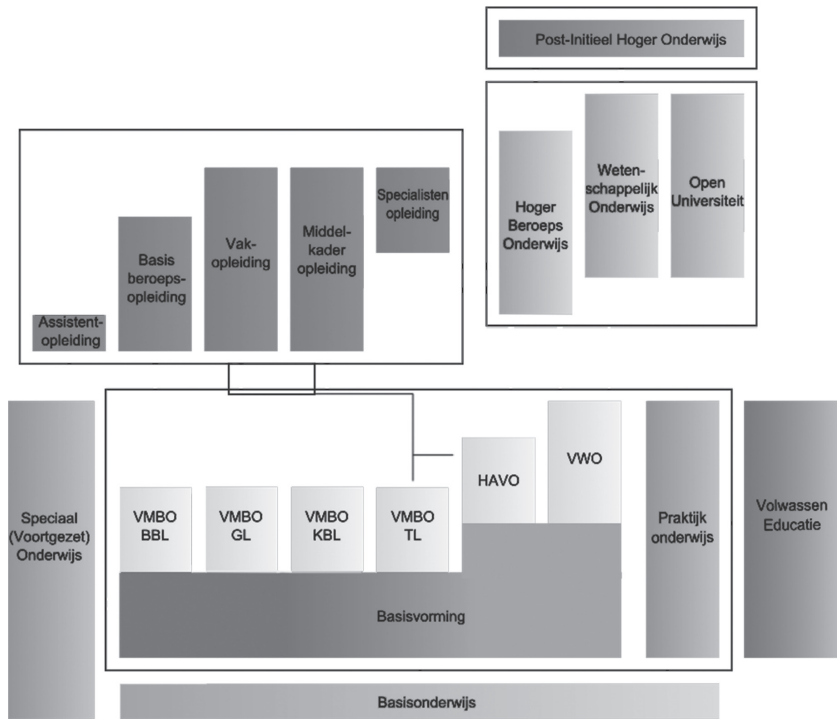 Post-Initieel Hoger Onderwijs
Hoger
Beroeps
Onderwijs
Weten-
schappelijk
Onderwijs
Open
Universiteit
Assistent-
opleiding
Basis
beroeps-
opleiding
Vak-
opleiding
Middel-
kader
opleiding
Specialisten
opleiding
Speciaal
(Voortgezet)
Onderwijs
VMBO
BBL
VMBO
GL
VMBO
KBL
VMBO
TL
HAVO
VWO
Praktijk
onderwijs
Volwassen
Educatie
Basisvorming
Basisonderwijs